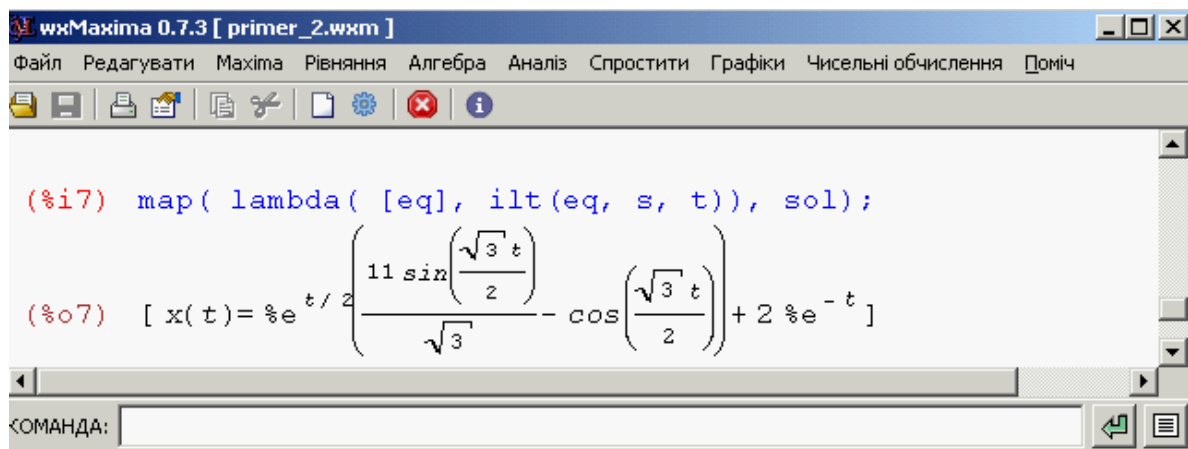 wxMaxima 0.7.3 [ primer_2.wxm ]
Файл Редагувати Maxima Рівняння Алгебра Аналіз Спростити Графіки Чисельні обчислення Поміч
(%i7) map( lambda( [eq], ilt(eq, s, t)), sol);
(%o7) [ x(t)= %e^(t/2) ((11 sin((√3 t)/2))/√3 - cos((√3 t)/2)) + 2 %e^(-t) ]
КОМАНДА: